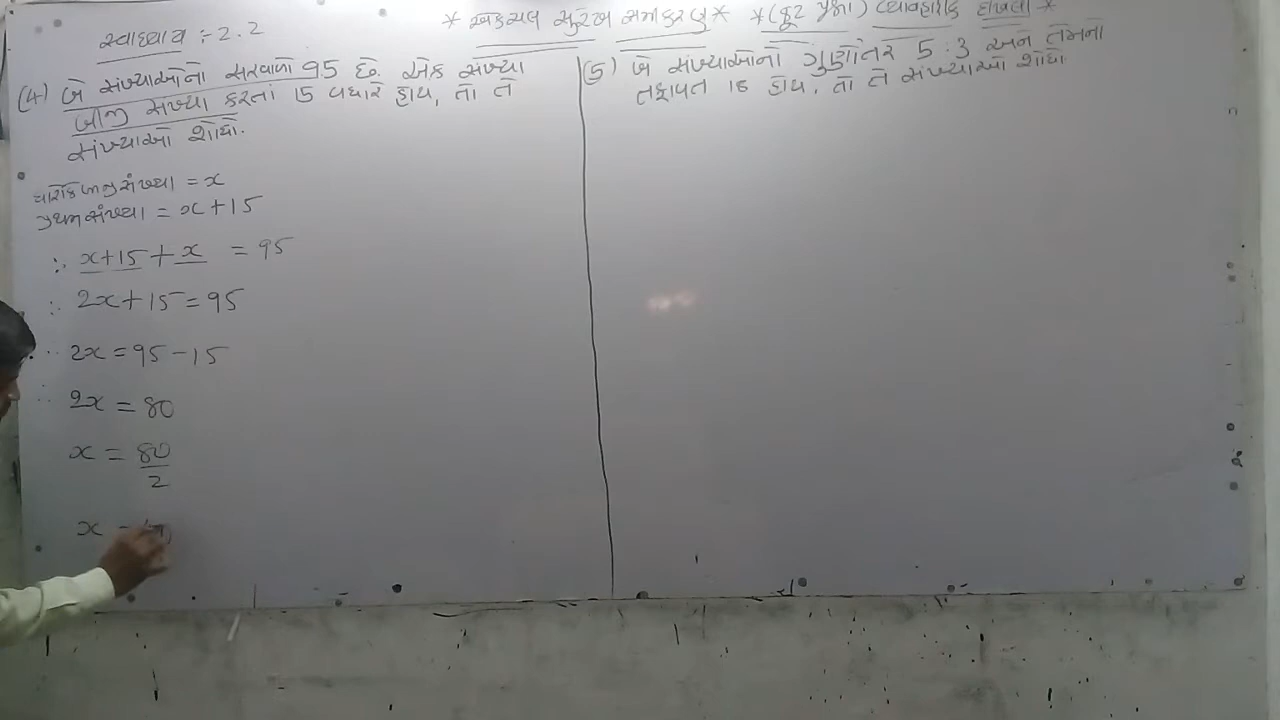 * એકચલ સુરેખ સમીકરણ * * (કૂટ પ્રશ્નો) વ્યાવહારિક દાખલા *
સ્વાધ્યાય :- 2.2
(4) બે સંખ્યાઓનો સરવાળો 95 છે. એક સંખ્યા
બીજી સંખ્યા કરતાં 15 વધારે હોય, તો તે
સંખ્યાઓ શોધો.
ધારોકે બીજી સંખ્યા = x
પ્રથમ સંખ્યા = x + 15
∴ x + 15 + x = 95
∴ 2x + 15 = 95
∴ 2x = 95 - 15
∴ 2x = 80
x = 80/2
x =
(5) બે સંખ્યાઓનો ગુણોત્તર 5 : 3 અને તેમનો
તફાવત 18 હોય, તો તે સંખ્યાઓ શોધો.